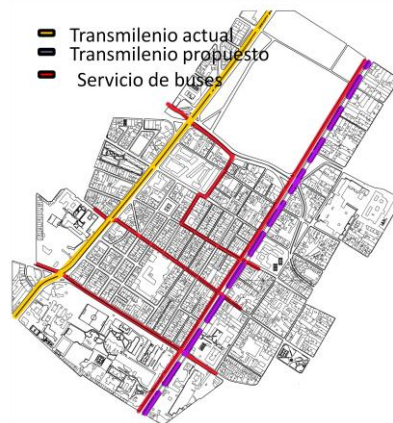 Transmilenio actual
Transmilenio propuesto
Servicio de buses